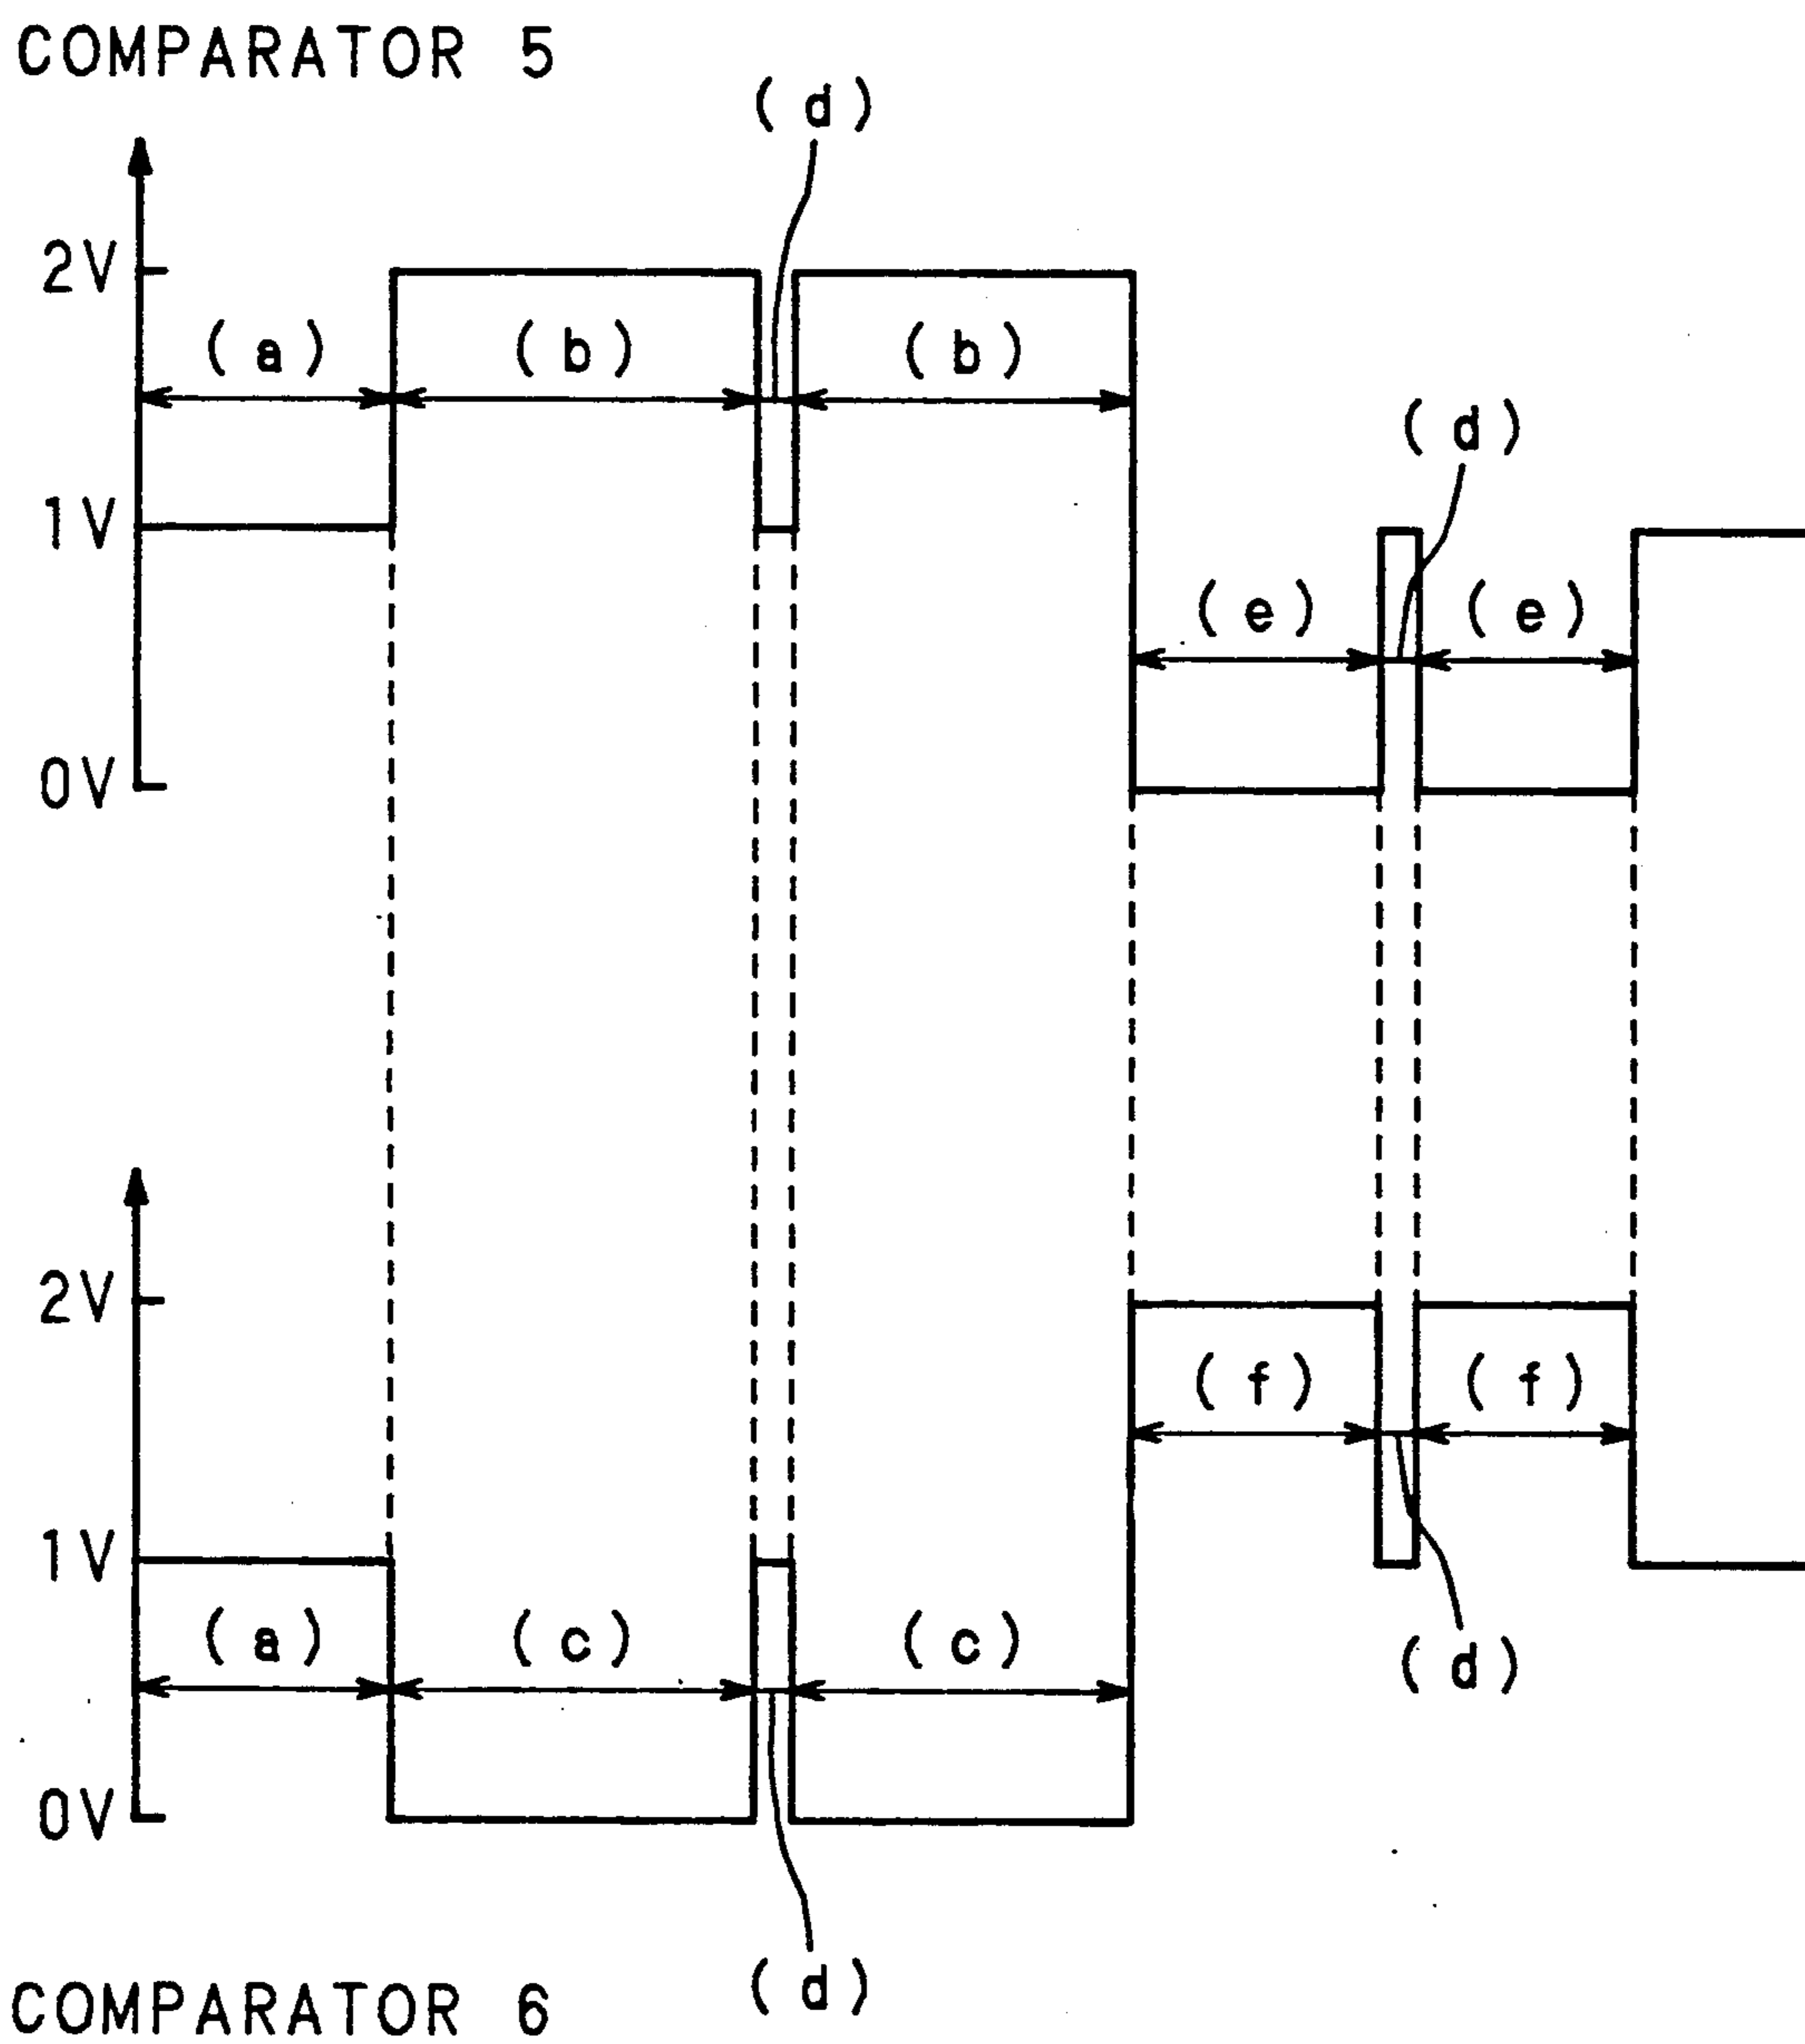 COMPARATOR 5
(d)
2V
(a) (b) (b)
(d)
1V
(e) (e)
0V
2V
(f) (f)
1V
(a) (c) (c)
(d)
0V
(d)
COMPARATOR 6